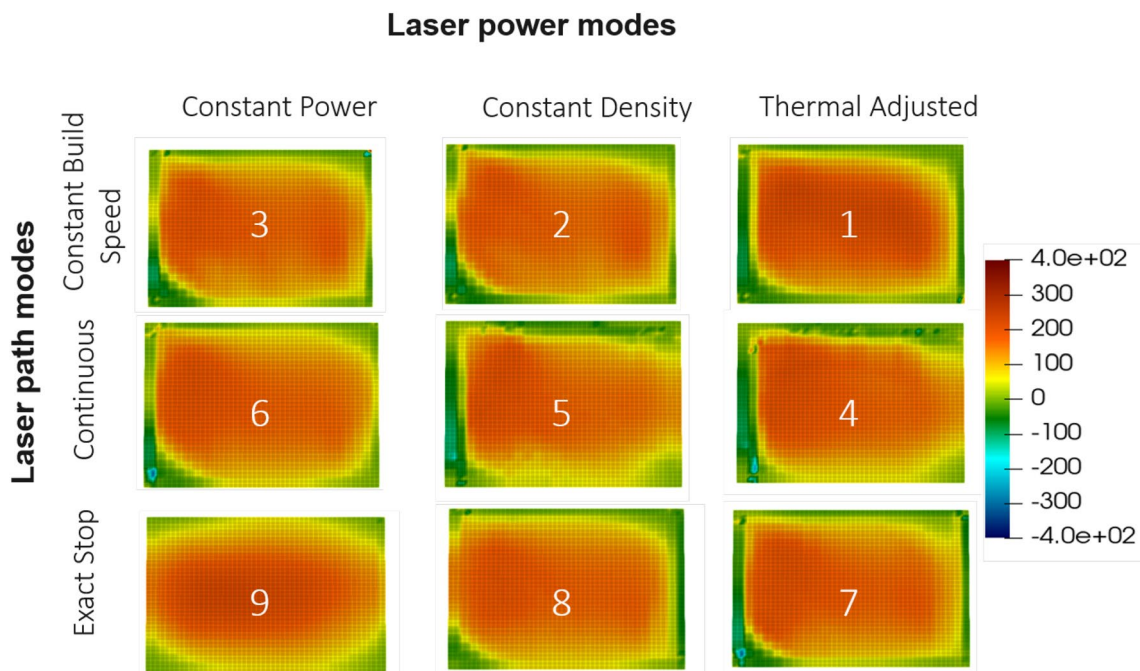 Laser power modes
Constant Power
Constant Density
Thermal Adjusted
Laser path modes
Constant Build
Speed
3
2
1
Continuous
6
5
4
Exact Stop
9
8
7
4.0e+02
300
200
100
0
-100
-200
-300
-4.0e+02